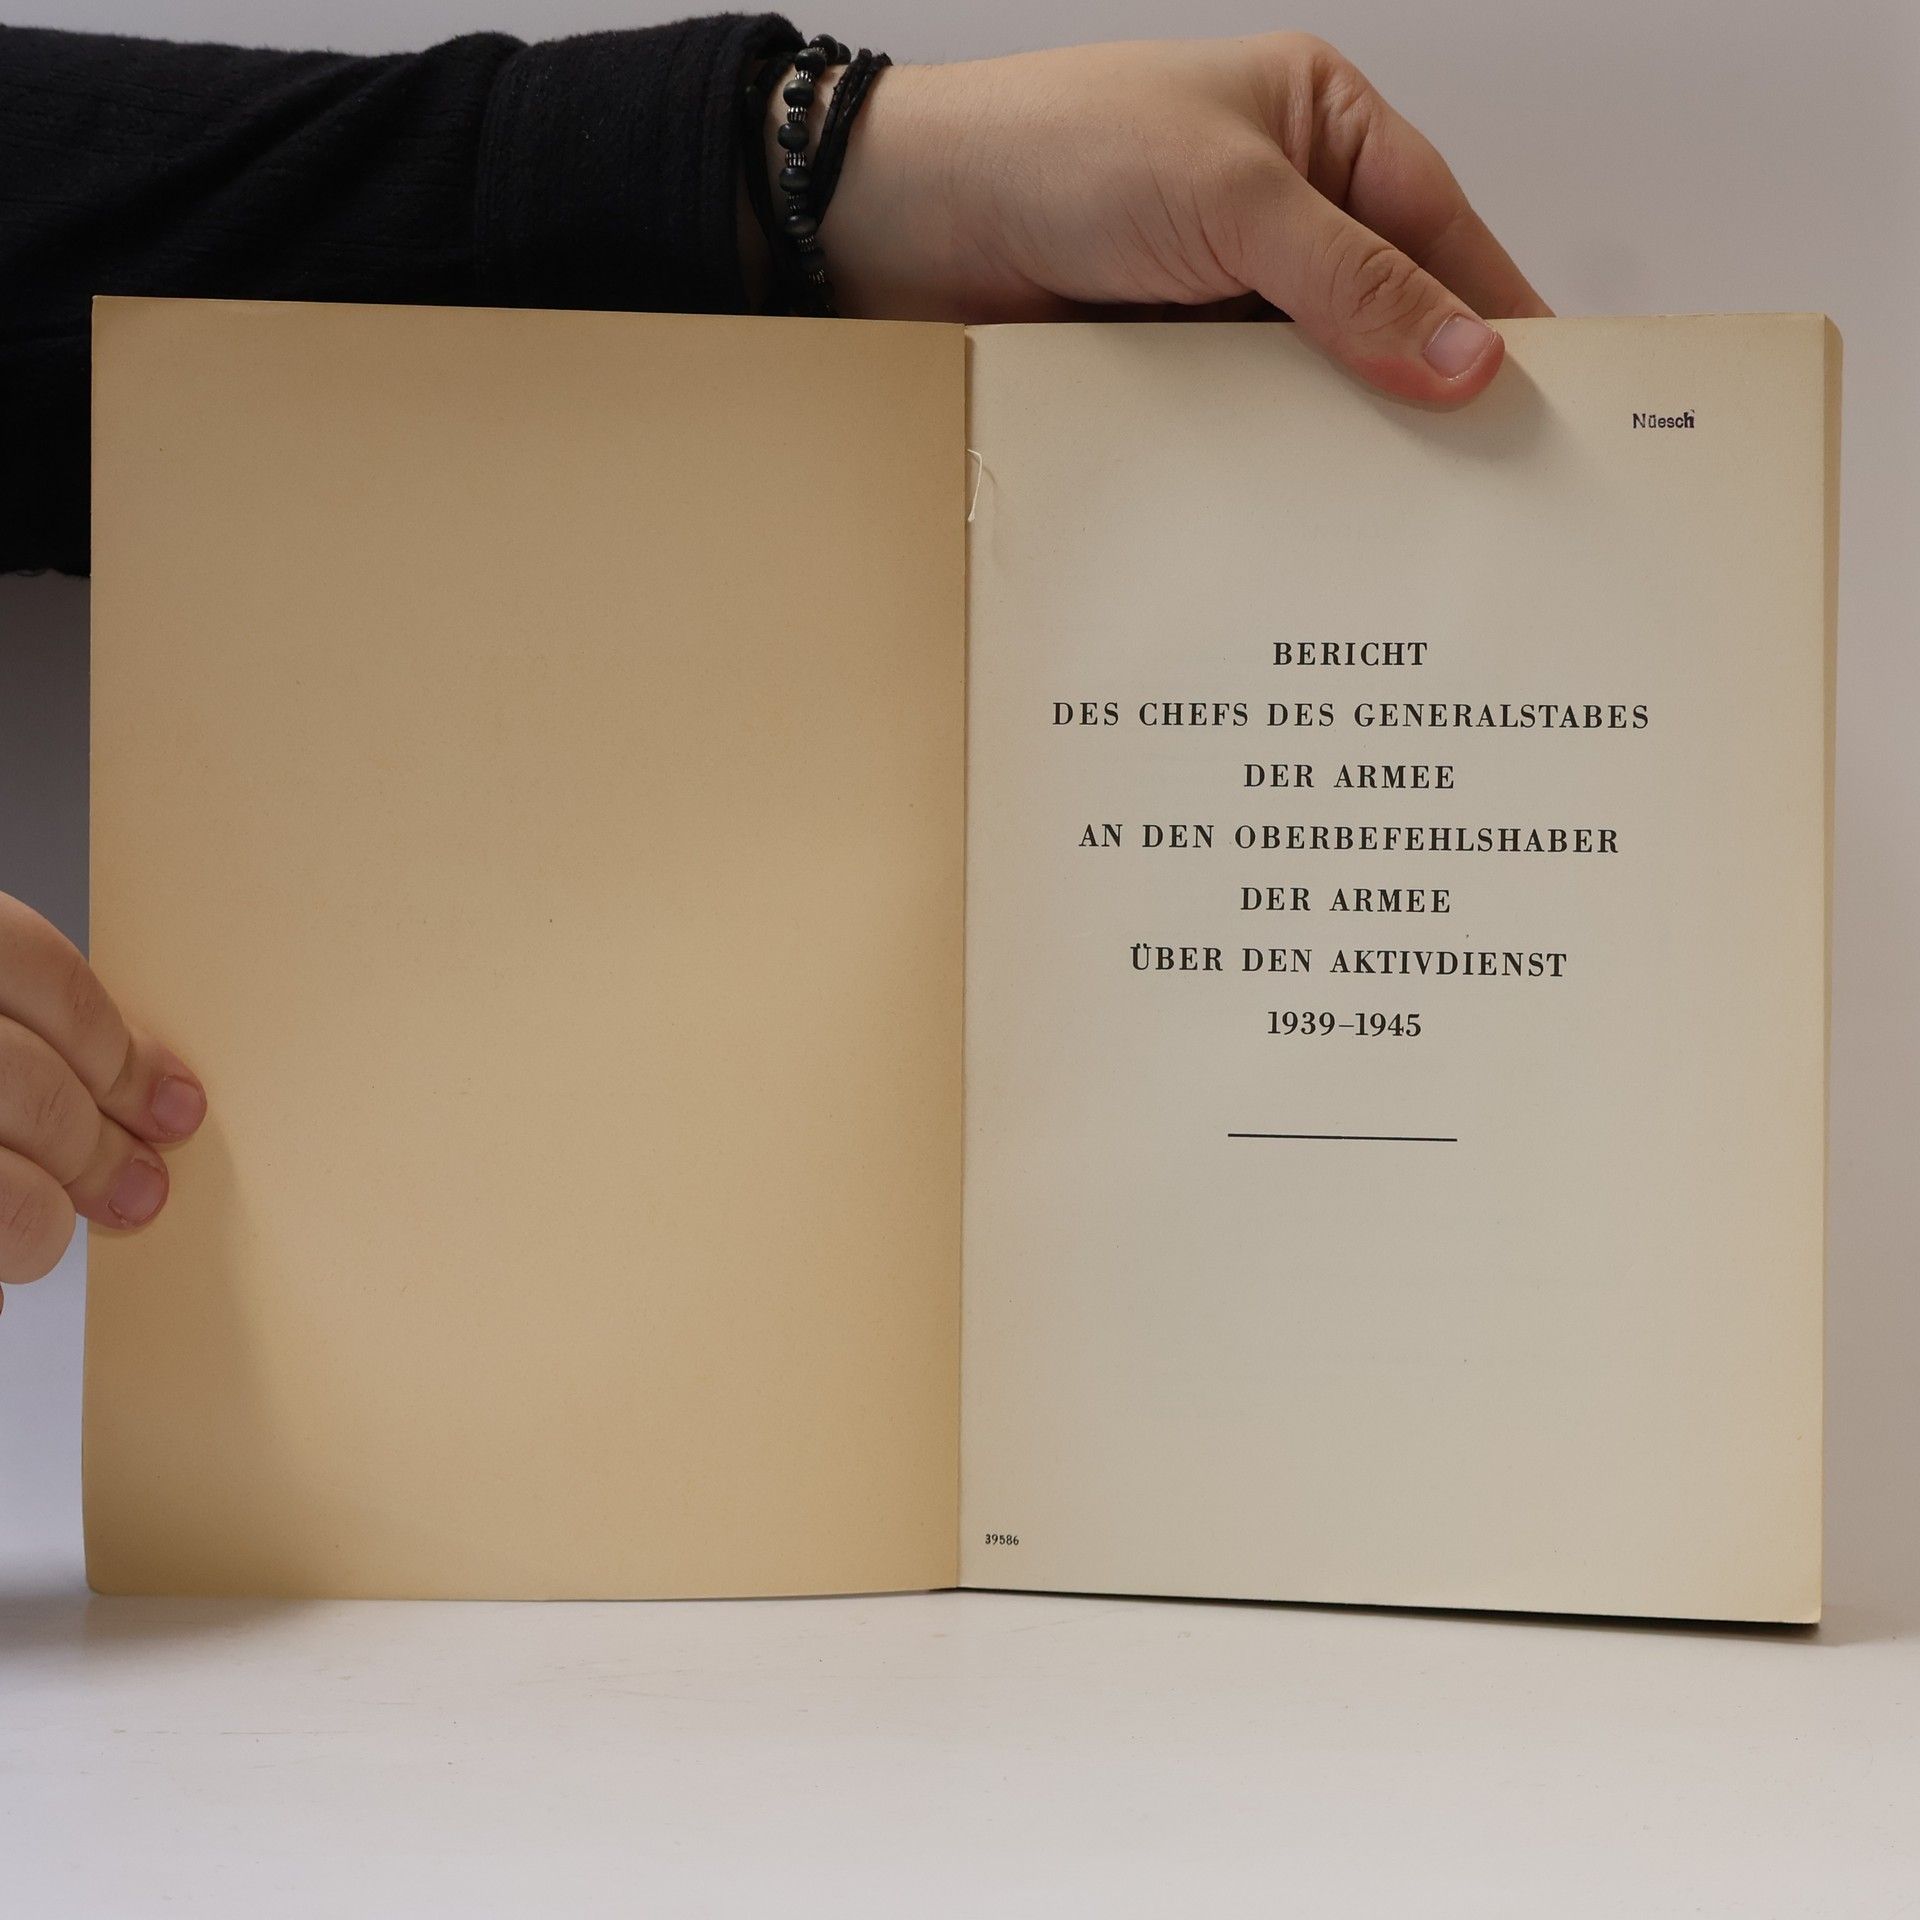 Nüesch
BERICHT
DES CHEFS DES GENERALSTABES
DER ARMEE
AN DEN OBERBEFEHLSHABER
DER ARMEE
ÜBER DEN AKTIVDIENST
1939–1945
39586